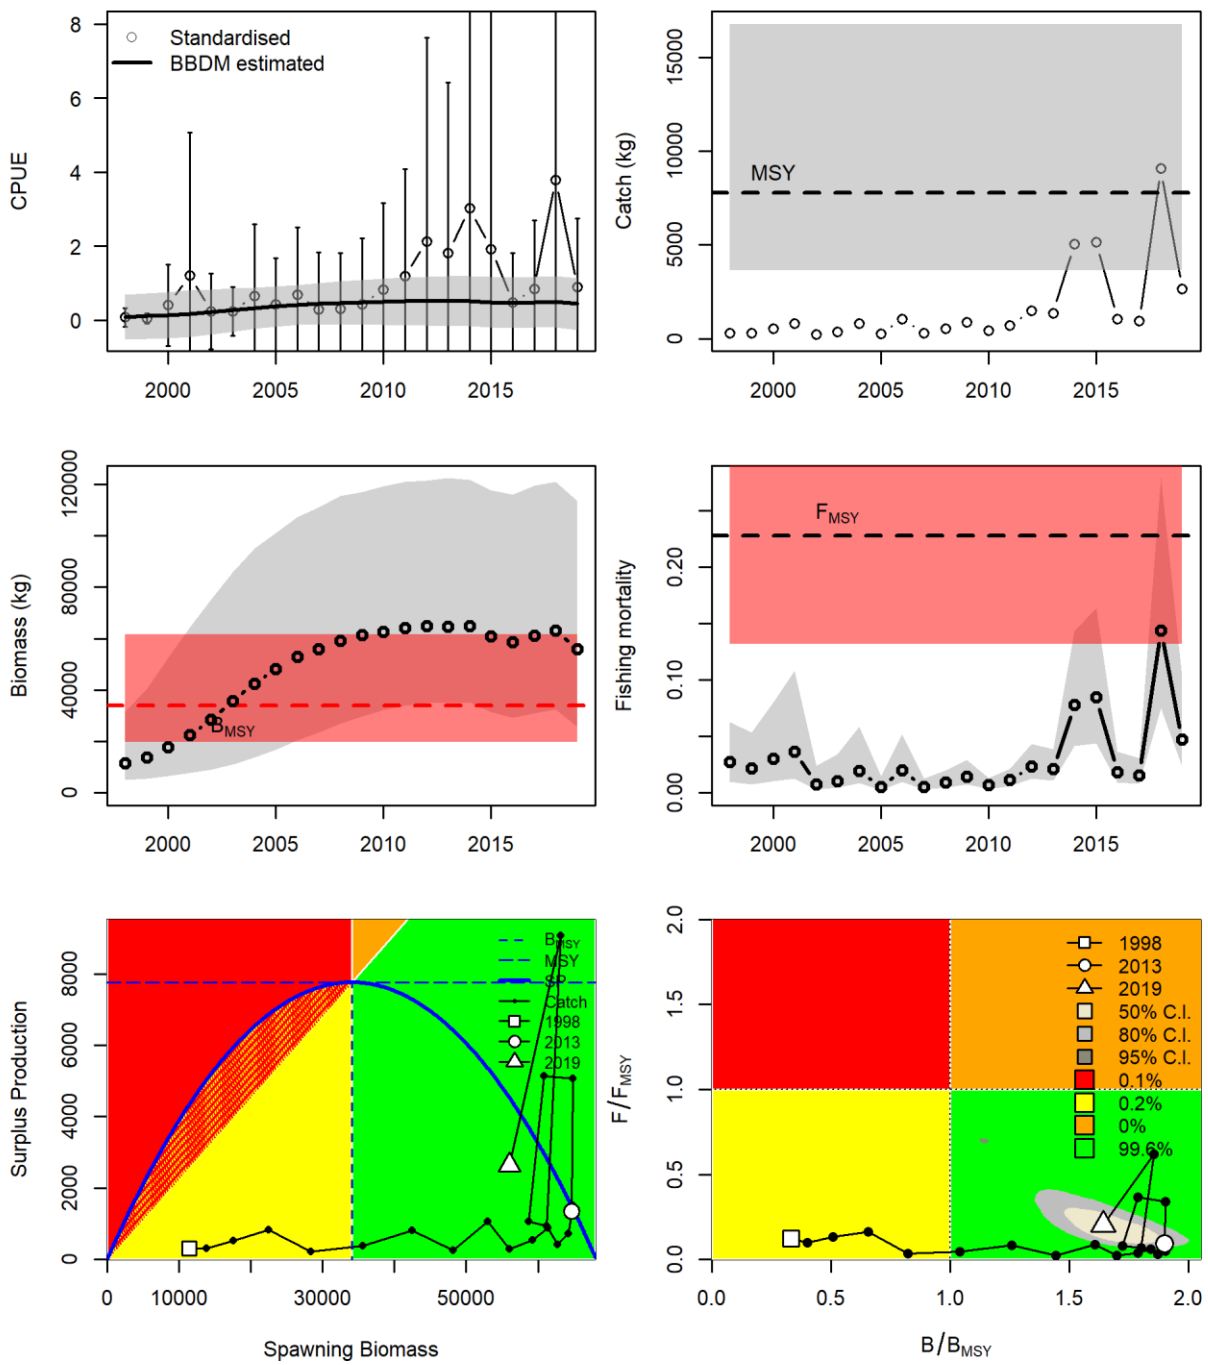 CPUE
0 2 4 6 8
Standardised
BBDM estimated
2000 2005 2010 2015
Catch (kg)
0 5000 10000 15000
MSY
2000 2005 2010 2015
Biomass (kg)
0 40000 80000 120000
BMSY
2000 2005 2010 2015
Fishing mortality
0.00 0.10 0.20
FMSY
2000 2005 2010 2015
Surplus Production
0 2000 4000 6000 8000
BMSY
MSY
SP
Catch
1998
2013
2019
0 10000 30000 50000
Spawning Biomass
F/FMSY
0.0 0.5 1.0 1.5 2.0
1998
2013
2019
50% C.I.
80% C.I.
95% C.I.
0.1%
0.2%
0%
99.6%
0.0 0.5 1.0 1.5 2.0
B/BMSY